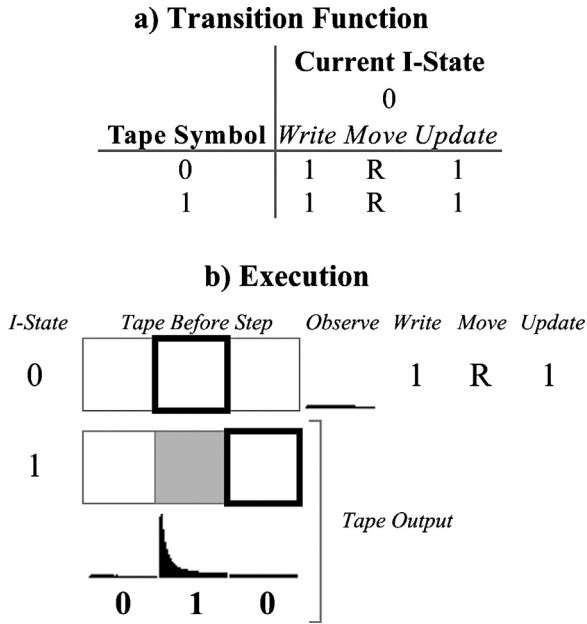 a) Transition Function
Current I-State
0
Tape Symbol Write Move Update
0 1 R 1
1 1 R 1
b) Execution
I-State Tape Before Step Observe Write Move Update
0 1 R 1
1
Tape Output
0 1 0